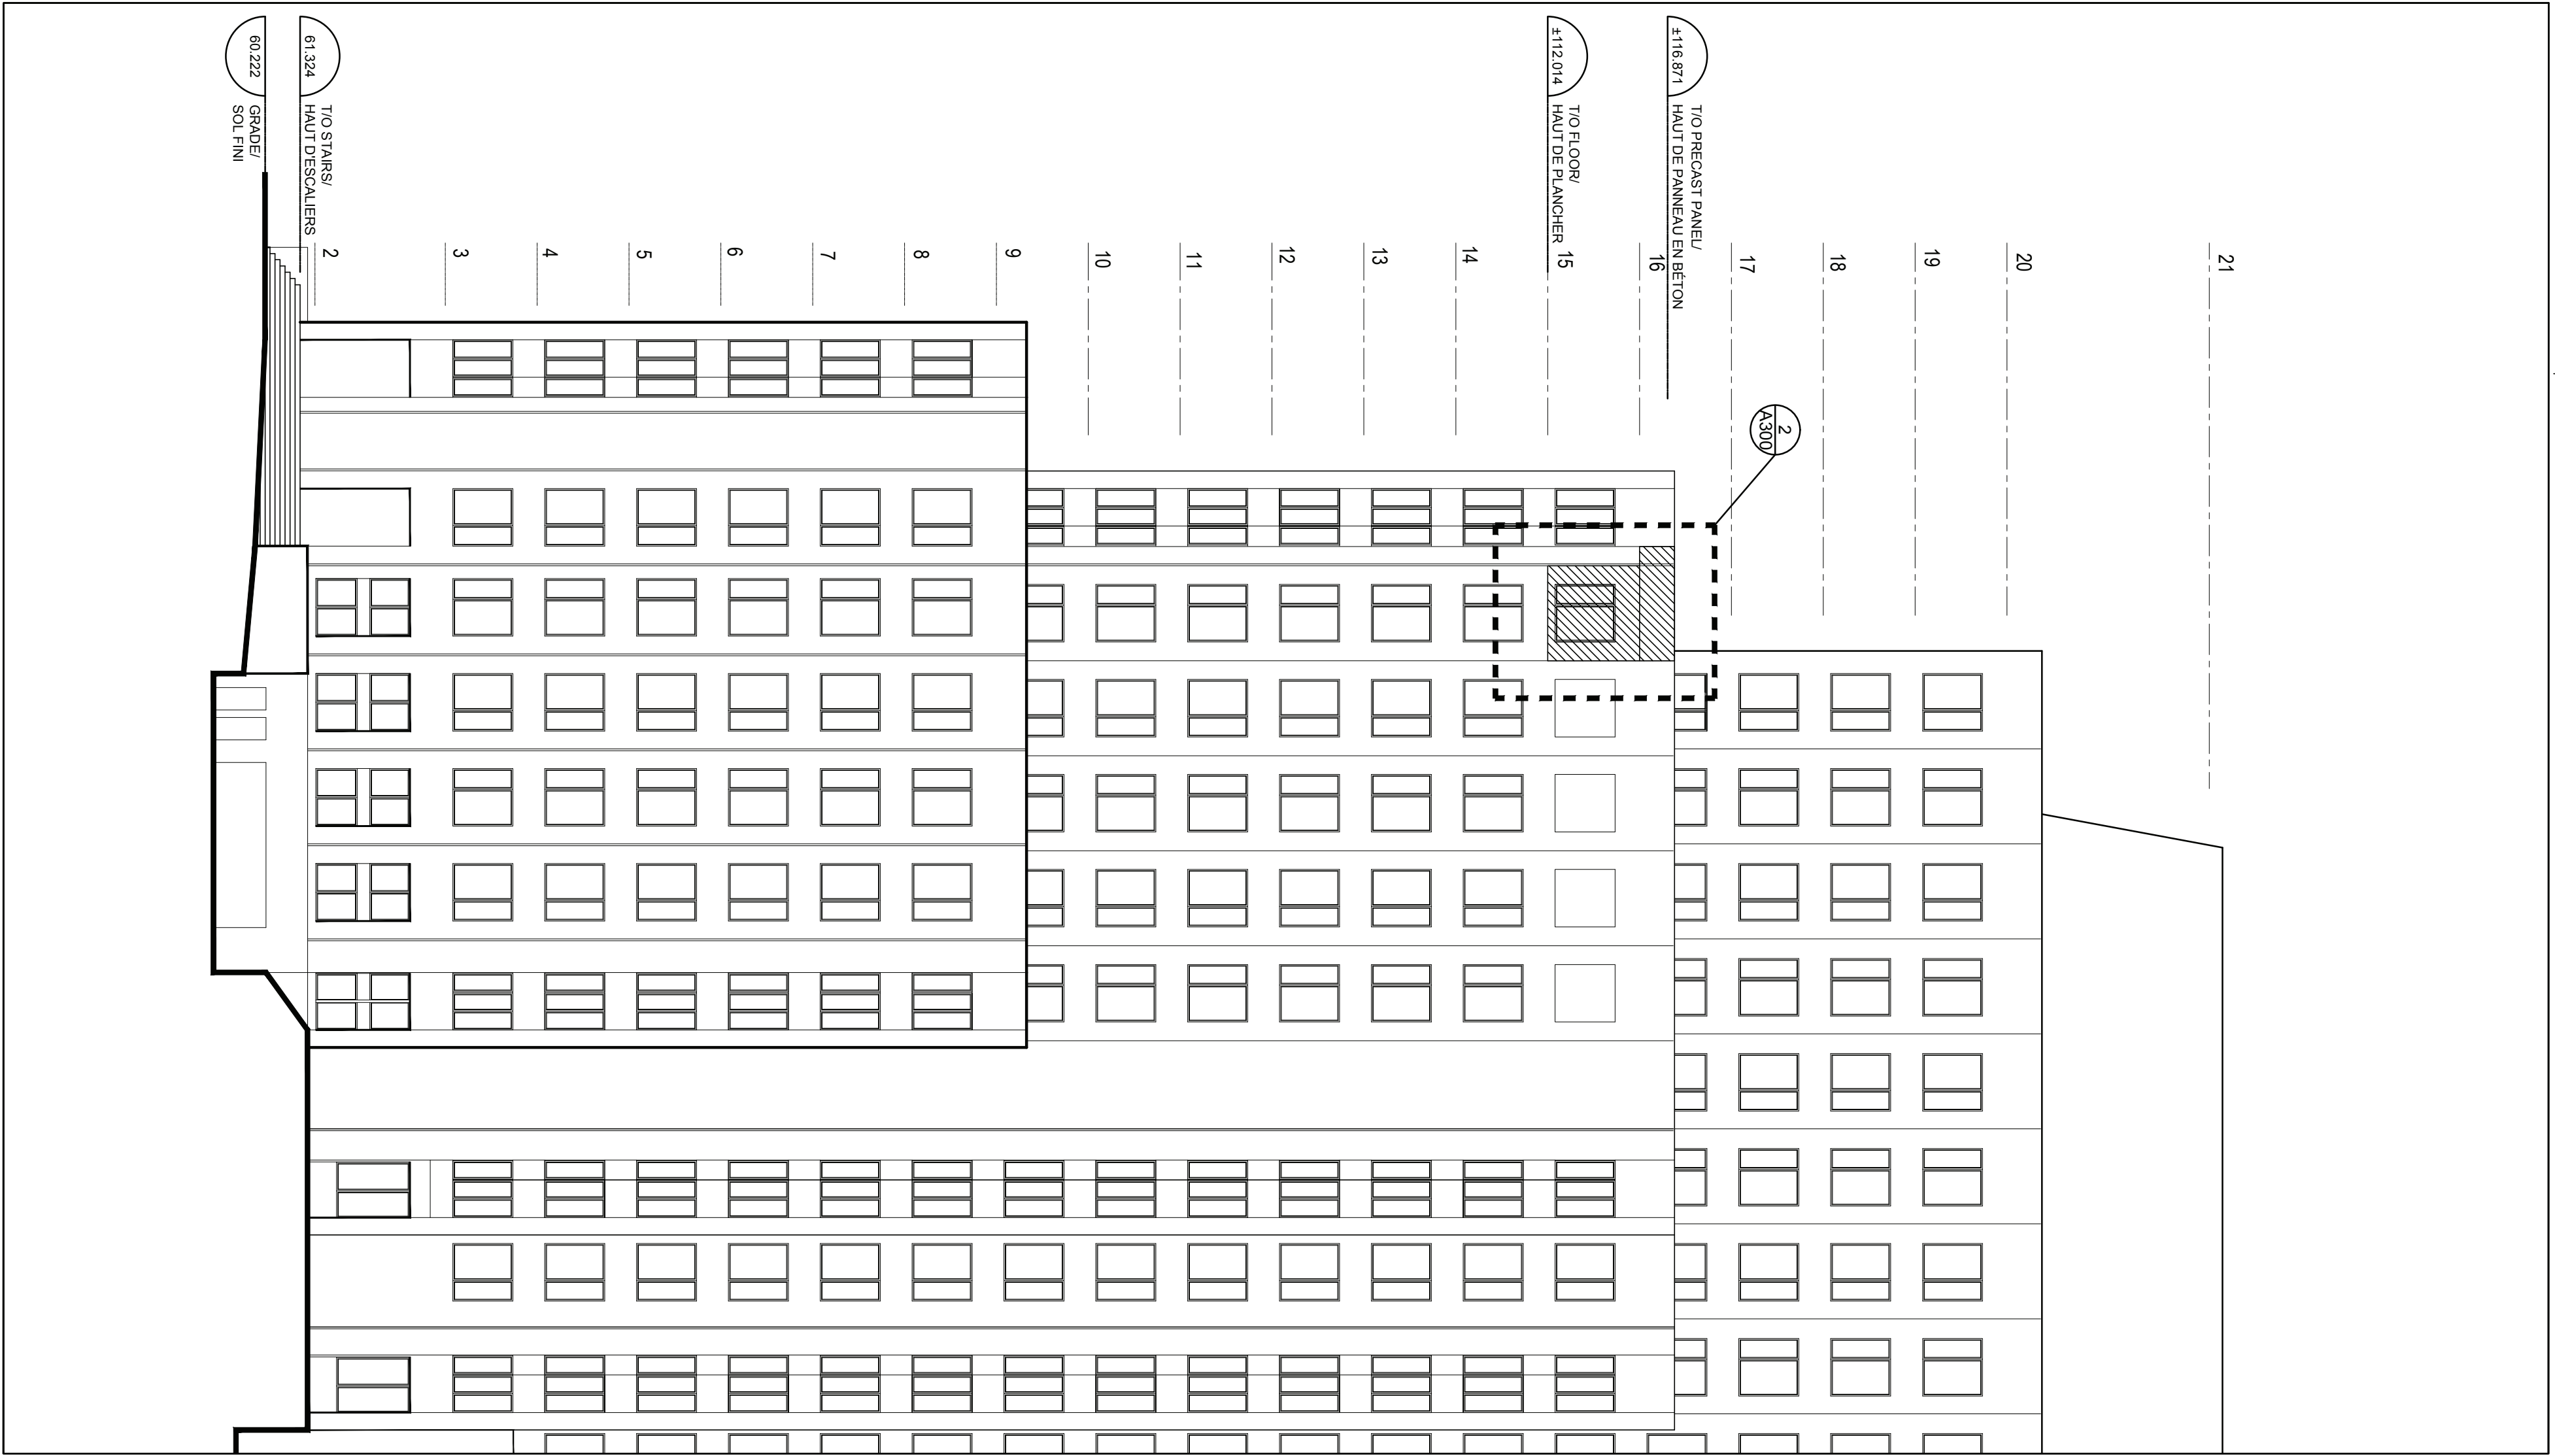 21
20
19
18
17
2
A300
±116.871
T/O PRECAST PANEL/
HAUT DE PANNEAU EN BÉTON
16
15
±112.014
T/O FLOOR/
HAUT DE PLANCHER
14
13
12
11
10
9
8
7
6
5
4
3
2
61.324
T/O STAIRS/
HAUT D'ESCALIERS
60.222
GRADE/
SOL FINI